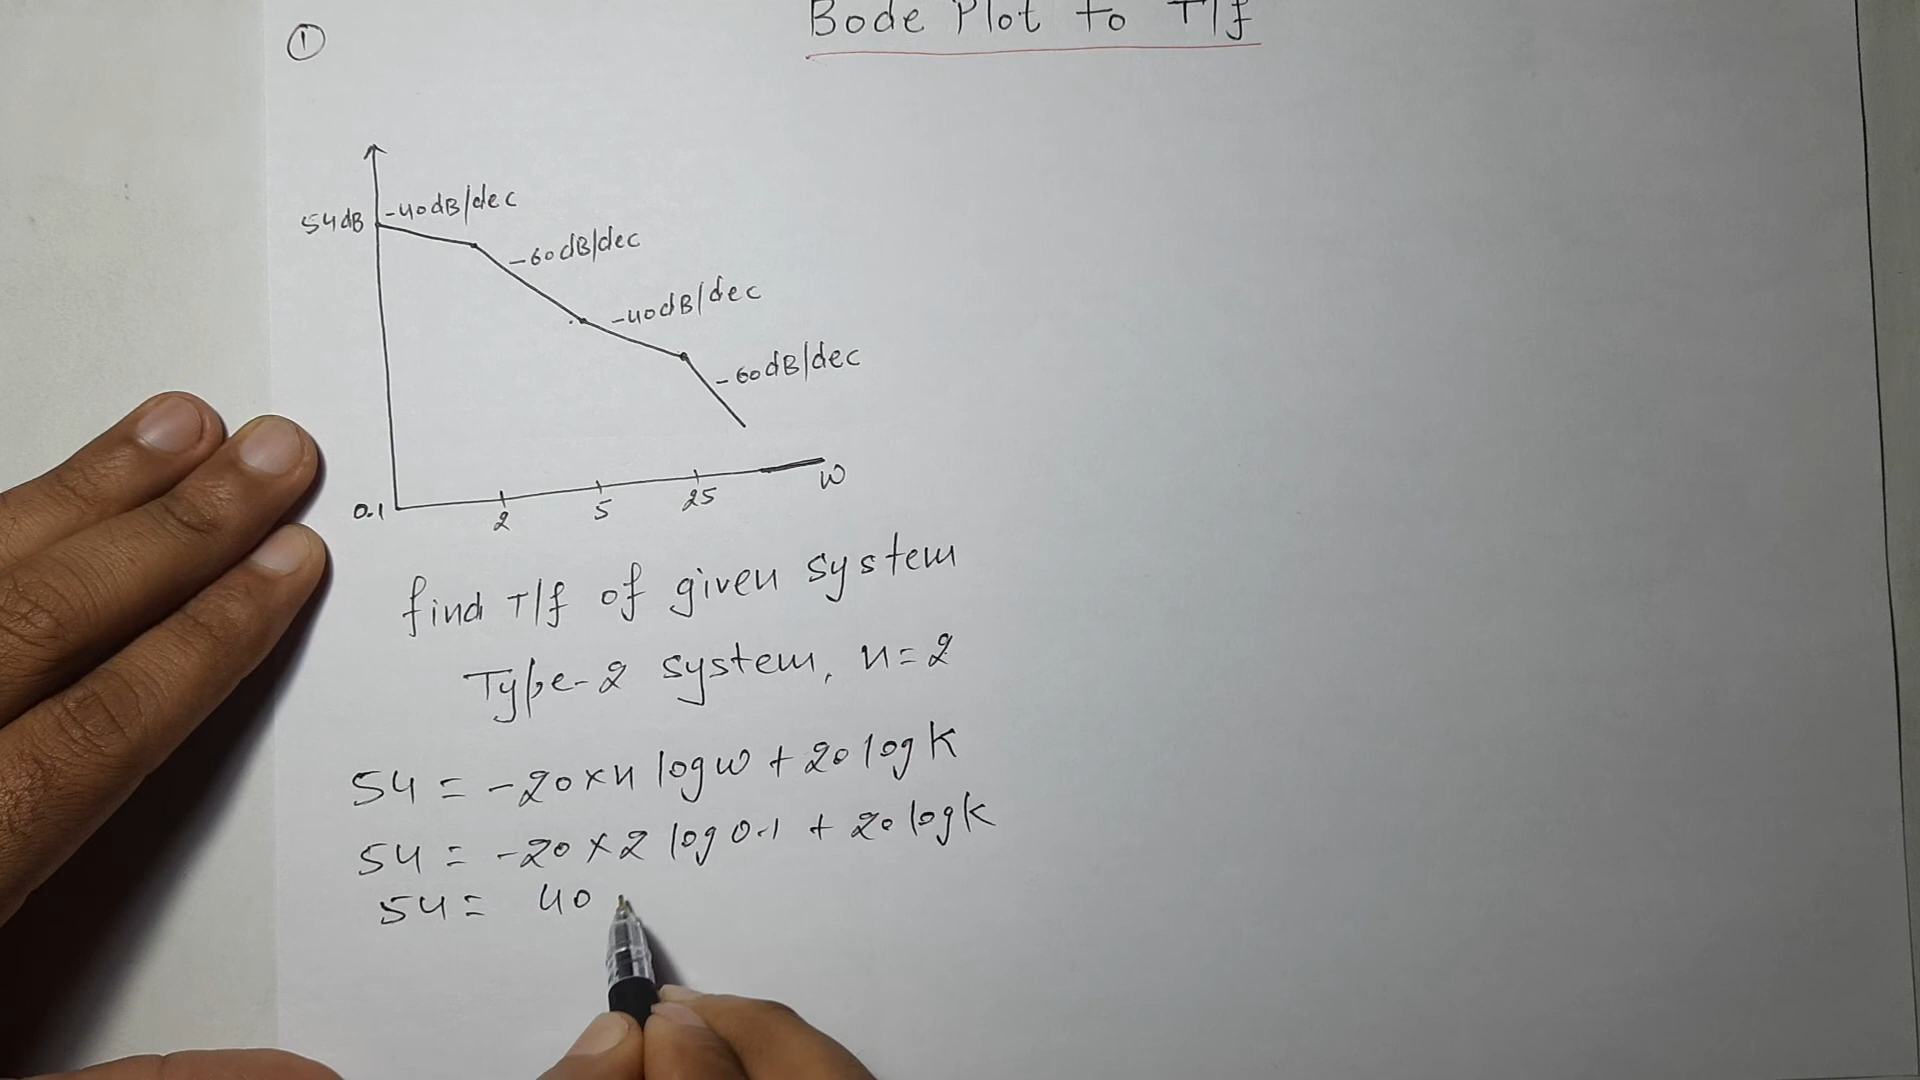 Bode Plot to T/f
①
54dB
-40dB/dec
-60dB/dec
-40dB/dec
-60dB/dec
0.1
2
5
25
W
find T/f of given system
Type-2 system, n=2
54 = -20×n log w + 20 log K
54 = -20 × 2 log 0.1 + 20 log K
54 = 40